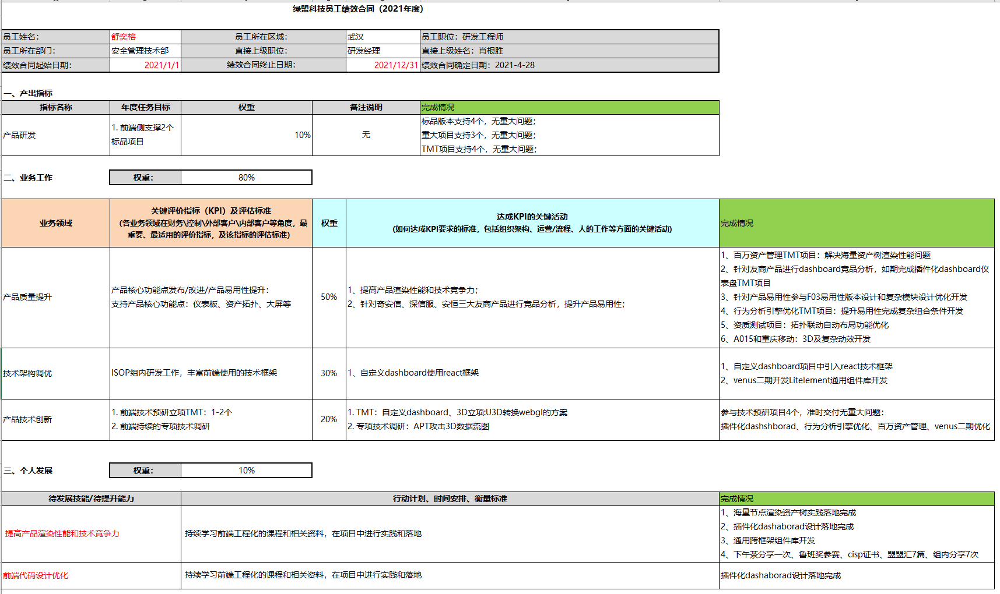 绿盟科技员工绩效合同（2021年度）
员工姓名： 舒奕榕 员工所在区域： 武汉 员工职位：研发工程师
员工所在部门： 安全管理技术部 直接上级职位： 研发经理 直接上级姓名：肖根胜
绩效合同起始日期： 2021/1/1 绩效合同终止日期： 2021/12/31 绩效合同确定日期：2021-4-28
一、产出指标
指标名称 年度任务目标 权重 备注说明 完成情况
产品研发
1. 前端侧支撑2个
标品项目
10%
无
标品版本支持4个，无重大问题；
重大项目支持3个，无重大问题；
TMT项目支持4个，无重大问题；
二、业务工作 权重： 80%
业务领域
关键评价指标（KPI）及评估标准
（各业务领域在财务\控制\外部客户\内部客户等角度，最
重要、最适用的评价指标，及该指标的评估标准）
权重
达成KPI的关键活动
(如何达成KPI要求的标准，包括组织架构、运营/流程、人的工作等方面的关键活动)
完成情况
产品质量提升
产品核心功能点发布/改进/产品易用性提升：
支持产品核心功能点：仪表板、资产拓扑、大屏等
50%
1、提高产品渲染性能和技术竞争力；
2、针对奇安信、深信服、安恒三大友商产品进行竞品分析，提升产品易用性；
1、百万资产管理TMT项目：解决海量资产树渲染性能问题
2、针对友商产品进行dashboard竞品分析，如期完成插件化dashboard仪
表盘TMT项目
3、针对产品易用性参与F03易用性版本设计和复杂模块设计优化开发
4、行为分析引擎优化TMT项目：提升易用性完成复杂组合条件开发
5、资质测试项目：拓扑联动自动布局功能优化
6、A015和重庆移动：3D及复杂动效开发
技术架构调优
ISOP组内研发工作，丰富前端使用的技术框架
30%
1、自定义dashboard使用react框架
1、自定义dashboard项目中引入react技术框架
2、venus二期开发Litelement通用组件库开发
产品技术创新
1. 前端技术预研立项TMT：1-2个
2. 前端持续的专项技术调研
20%
1. TMT：自定义dashboard、3D立项:U3D转换webgl的方案
2. 专项技术调研：APT攻击3D数据流图
参与技术预研项目4个，准时交付无重大问题：
插件化dashshborad、行为分析引擎优化、百万资产管理、venus二期优化
三、个人发展 权重： 10%
待发展技能/待提升能力 行动计划、时间安排、衡量标准 完成情况
提高产品渲染性能和技术竞争力
持续学习前端工程化的课程和相关资料，在项目中进行实践和落地
1、海量节点渲染资产树实践落地完成
2、插件化dashaborad设计落地完成
3、通用跨框架组件库开发
4、下午茶分享一次、鲁班奖参赛、cisp证书、盟盟汇7篇、组内分享7次
前端代码设计优化
持续学习前端工程化的课程和相关资料，在项目中进行实践和落地
插件化dashaborad设计落地完成